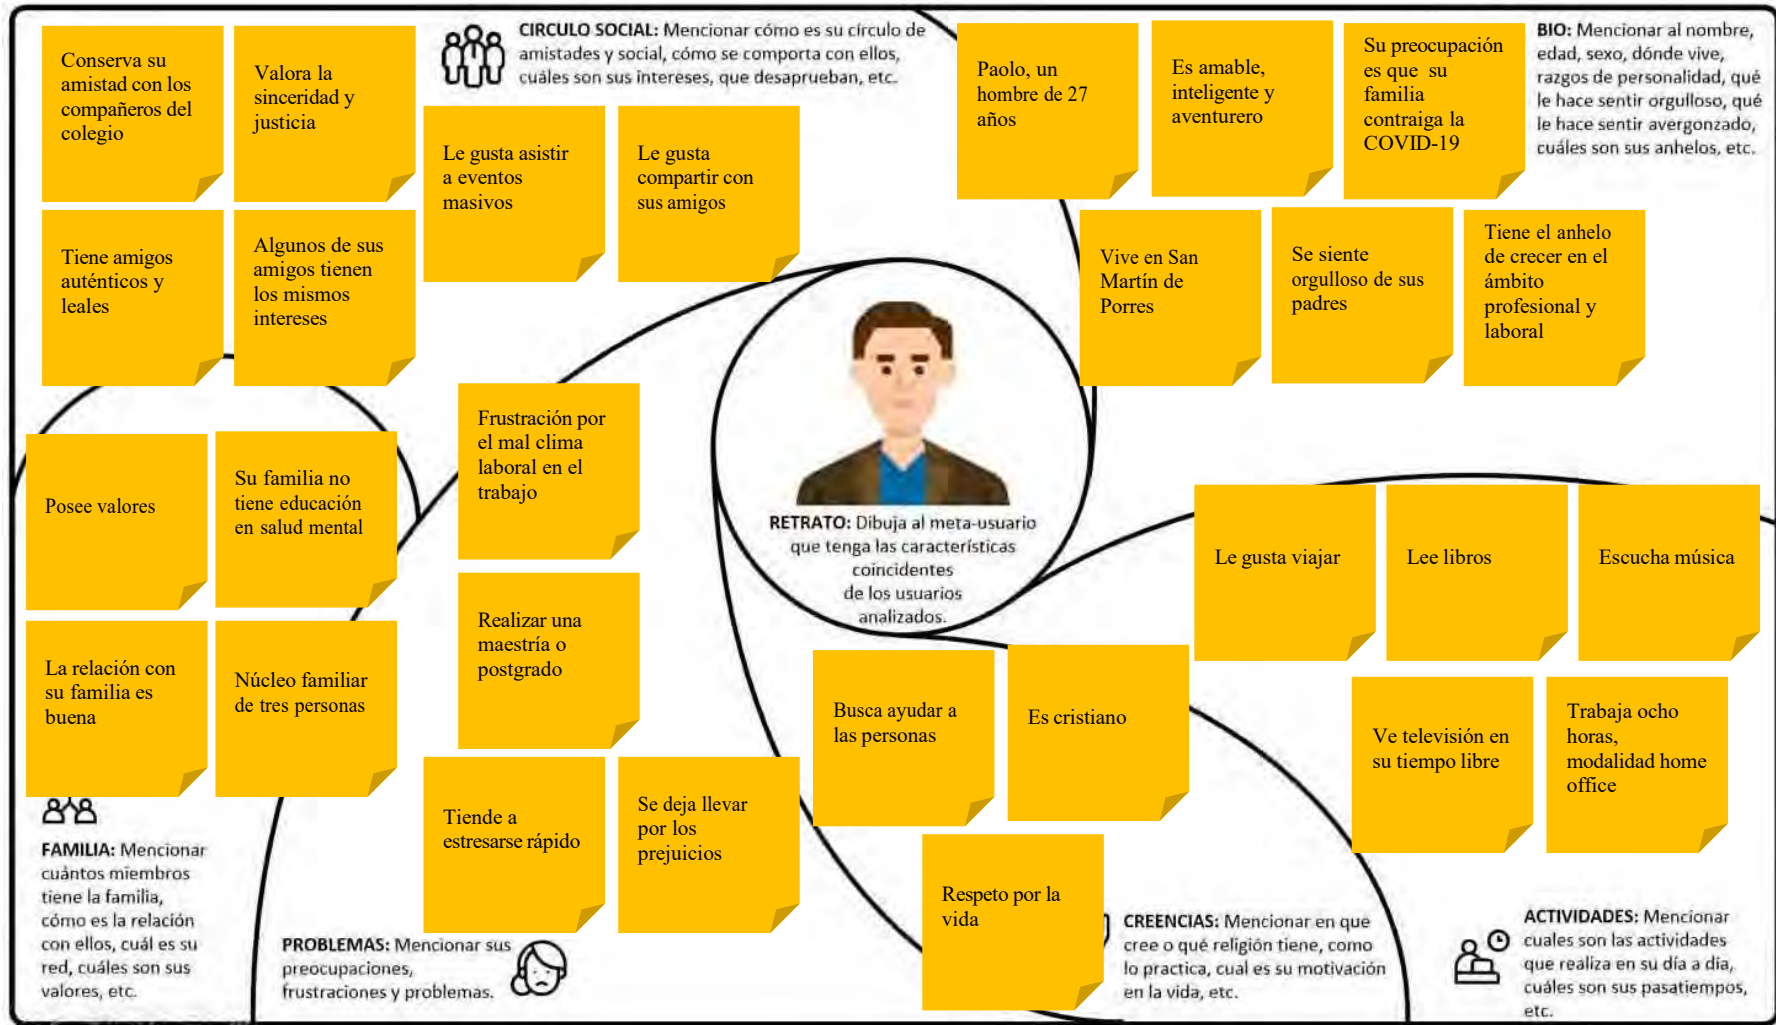 CIRCULO SOCIAL: Mencionar cómo es su círculo de
amistades y social, cómo se comporta con ellos,
cuáles son sus intereses, que desaprueban, etc.
Conserva su
amistad con los
compañeros del
colegio
Valora la
sinceridad y
justicia
Le gusta asistir
a eventos
masivos
Le gusta
compartir con
sus amigos
Tiene amigos
auténticos y
leales
Algunos de sus
amigos tienen
los mismos
intereses
BIO: Mencionar al nombre,
edad, sexo, dónde vive,
razgos de personalidad, qué
le hace sentir orgulloso, qué
le hace sentir avergonzado,
cuáles son sus anhelos, etc.
Paolo, un
hombre de 27
años
Es amable,
inteligente y
aventurero
Su preocupación
es que su
familia
contraiga la
COVID-19
Vive en San
Martín de
Porres
Se siente
orgulloso de sus
padres
Tiene el anhelo
de crecer en el
ámbito
profesional y
laboral
RETRATO: Dibuja al meta-usuario
que tenga las características
coincidentes
de los usuarios
analizados.
Posee valores
Su familia no
tiene educación
en salud mental
La relación con
su familia es
buena
Núcleo familiar
de tres personas
FAMILIA: Mencionar
cuántos miembros
tiene la familia,
cómo es la relación
con ellos, cuál es su
red, cuáles son sus
valores, etc.
Frustración por
el mal clima
laboral en el
trabajo
Realizar una
maestría o
postgrado
Tiende a
estresarse rápido
Se deja llevar
por los
prejuicios
PROBLEMAS: Mencionar sus
preocupaciones,
frustraciones y problemas.
Busca ayudar a
las personas
Es cristiano
Respeto por la
vida
CREENCIAS: Mencionar en que
cree o qué religión tiene, como
lo practica, cual es su motivación
en la vida, etc.
Le gusta viajar
Lee libros
Escucha música
Ve televisión en
su tiempo libre
Trabaja ocho
horas,
modalidad home
office
ACTIVIDADES: Mencionar
cuales son las actividades
que realiza en su día a día,
cuáles son sus pasatiempos,
etc.